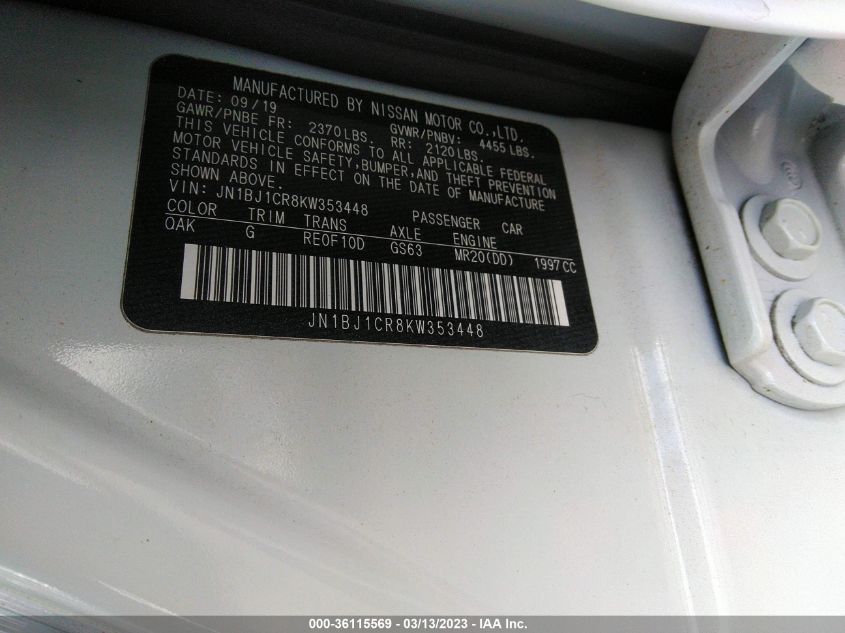 MANUFACTURED BY NISSAN MOTOR CO.,LTD.
DATE: 09/19 GVWR/PNBV: 4455LBS.
GAWR/PNBE FR: 2370LBS. RR: 2120LBS.
THIS VEHICLE CONFORMS TO ALL APPLICABLE FEDERAL
MOTOR VEHICLE SAFETY,BUMPER,AND THEFT PREVENTION
STANDARDS IN EFFECT ON THE DATE OF MANUFACTURE
SHOWN ABOVE.
VIN: JN1BJ1CR8KW353448 PASSENGER CAR
COLOR TRIM TRANS AXLE ENGINE
QAK G RE0F10D GS63 MR20(DD) 1997CC
JN1BJ1CR8KW353448
000-36115569 - 03/13/2023 - IAA Inc.